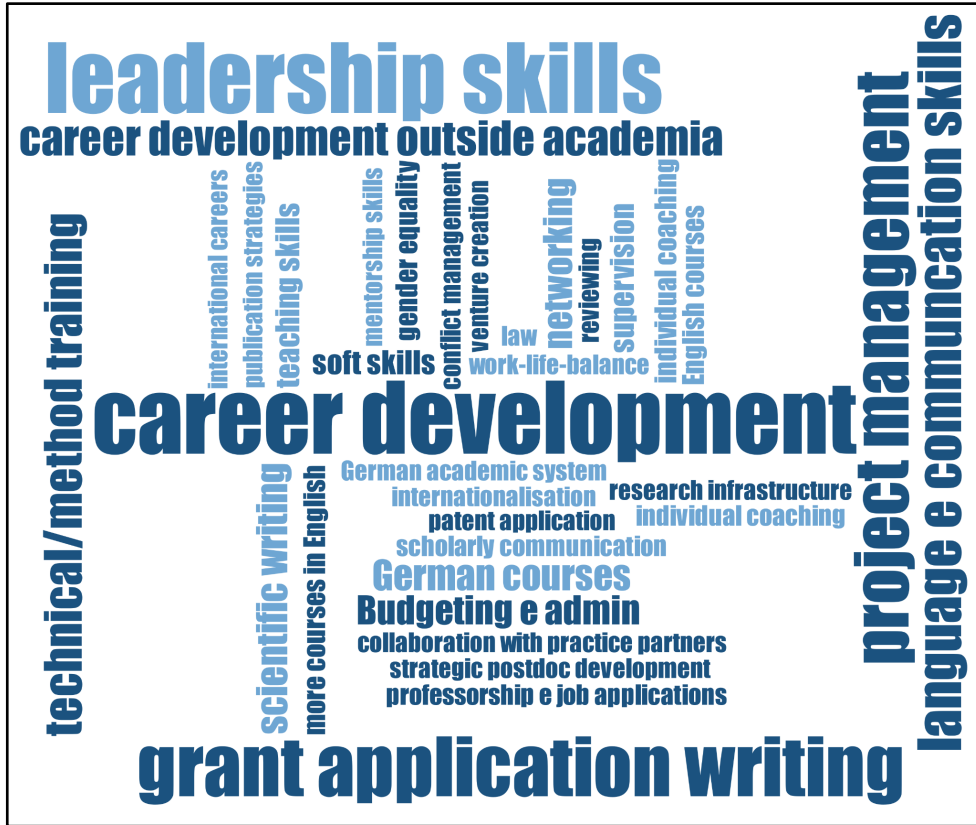 leadership skills
career development outside academia
international careers
publication strategies
teaching skills
mentorship skills
gender equality
conflict management
venture creation
law
networking
reviewing
supervision
individual coaching
English courses
soft skills
work-life-balance
career development
technical/method training
project management
language e communcation skills
scientific writing
more courses in English
German academic system
internationalisation
research infrastructure
patent application
individual coaching
scholarly communication
German courses
Budgeting e admin
collaboration with practice partners
strategic postdoc development
professorship e job applications
grant application writing